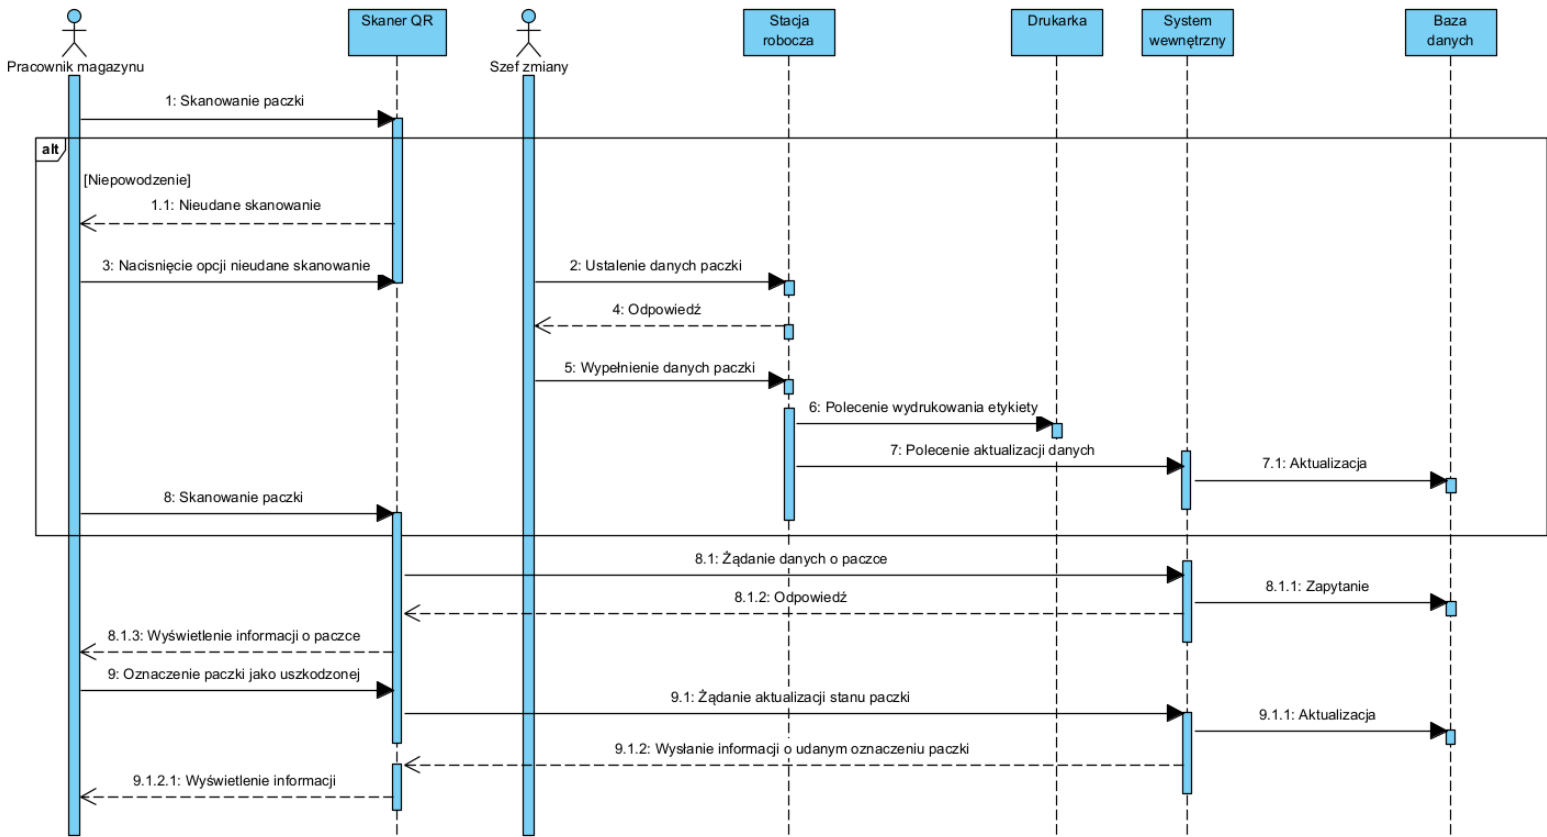 Pracownik magazynu
Skaner QR
Szef zmiany
Stacja
robocza
Drukarka
System
wewnętrzny
Baza
danych
1: Skanowanie paczki
alt
[Niepowodzenie]
1.1: Nieudane skanowanie
3: Nacisnięcie opcji nieudane skanowanie
2: Ustalenie danych paczki
4: Odpowiedź
5: Wypełnienie danych paczki
6: Polecenie wydrukowania etykiety
7: Polecenie aktualizacji danych
7.1: Aktualizacja
8: Skanowanie paczki
8.1: Żądanie danych o paczce
8.1.1: Zapytanie
8.1.2: Odpowiedź
8.1.3: Wyświetlenie informacji o paczce
9: Oznaczenie paczki jako uszkodzonej
9.1: Żądanie aktualizacji stanu paczki
9.1.1: Aktualizacja
9.1.2: Wysłanie informacji o udanym oznaczeniu paczki
9.1.2.1: Wyświetlenie informacji